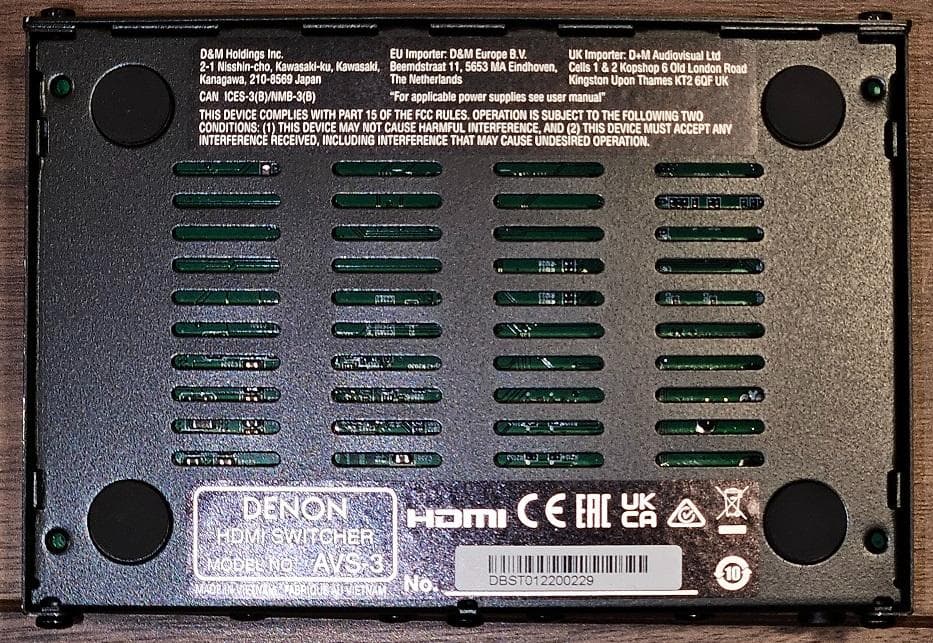 D&M Holdings Inc.
2-1 Nisshin-cho, Kawasaki-ku, Kawasaki,
Kanagawa, 210-8569 Japan
CAN ICES-3(B)/NMB-3(B)
EU Importer: D&M Europe B.V.
Beemdstraat 11, 5653 MA Eindhoven,
The Netherlands
"For applicable power supplies see user manual"
UK Importer: D+M Audiovisual Ltd
Cells 1 & 2 Kopshop 6 Old London Road
Kingston Upon Thames KT2 6QF UK
THIS DEVICE COMPLIES WITH PART 15 OF THE FCC RULES. OPERATION IS SUBJECT TO THE FOLLOWING TWO
CONDITIONS: (1) THIS DEVICE MAY NOT CAUSE HARMFUL INTERFERENCE, AND (2) THIS DEVICE MUST ACCEPT ANY
INTERFERENCE RECEIVED, INCLUDING INTERFERENCE THAT MAY CAUSE UNDESIRED OPERATION.
DENON
HDMI SWITCHER
MODEL NO. AVS-3
MADE IN VIETNAM / FABRIQUE AU VIETNAM
HDMI CE EAC UK
CA
No. DBST012200229
10